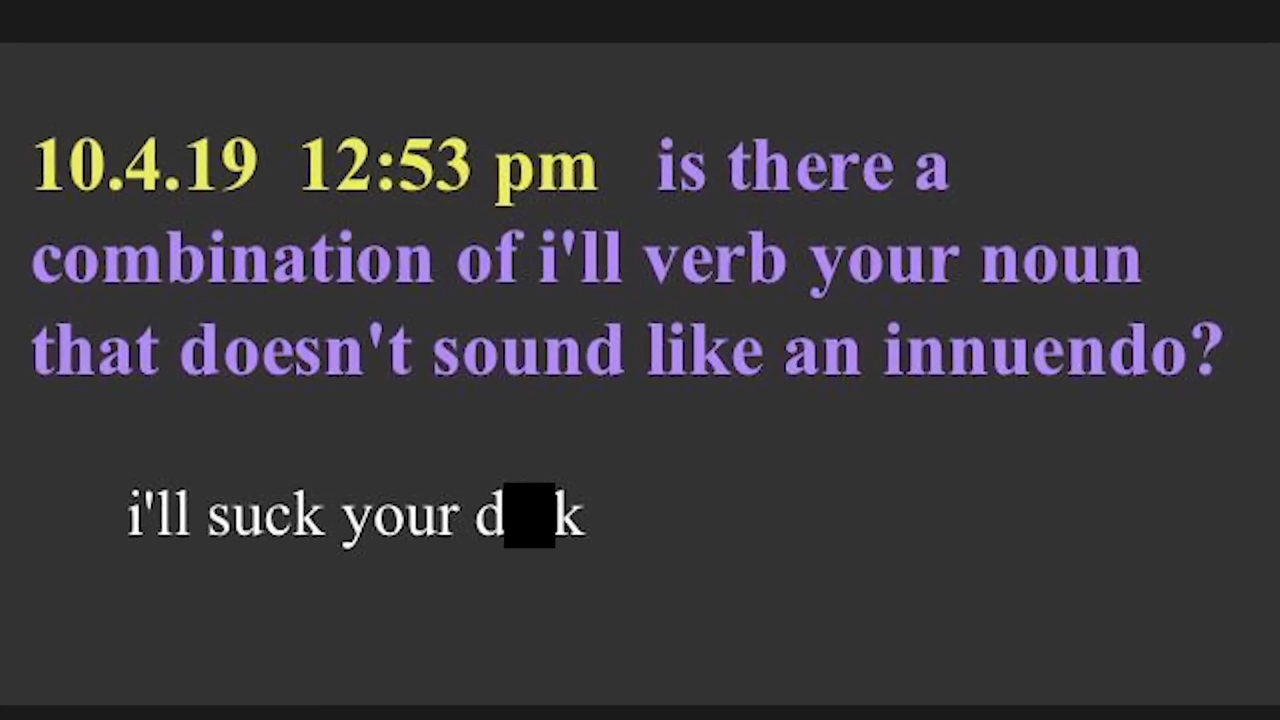 10.4.19 12:53 pm is there a
combination of i'll verb your noun
that doesn't sound like an innuendo?
i'll suck your d k